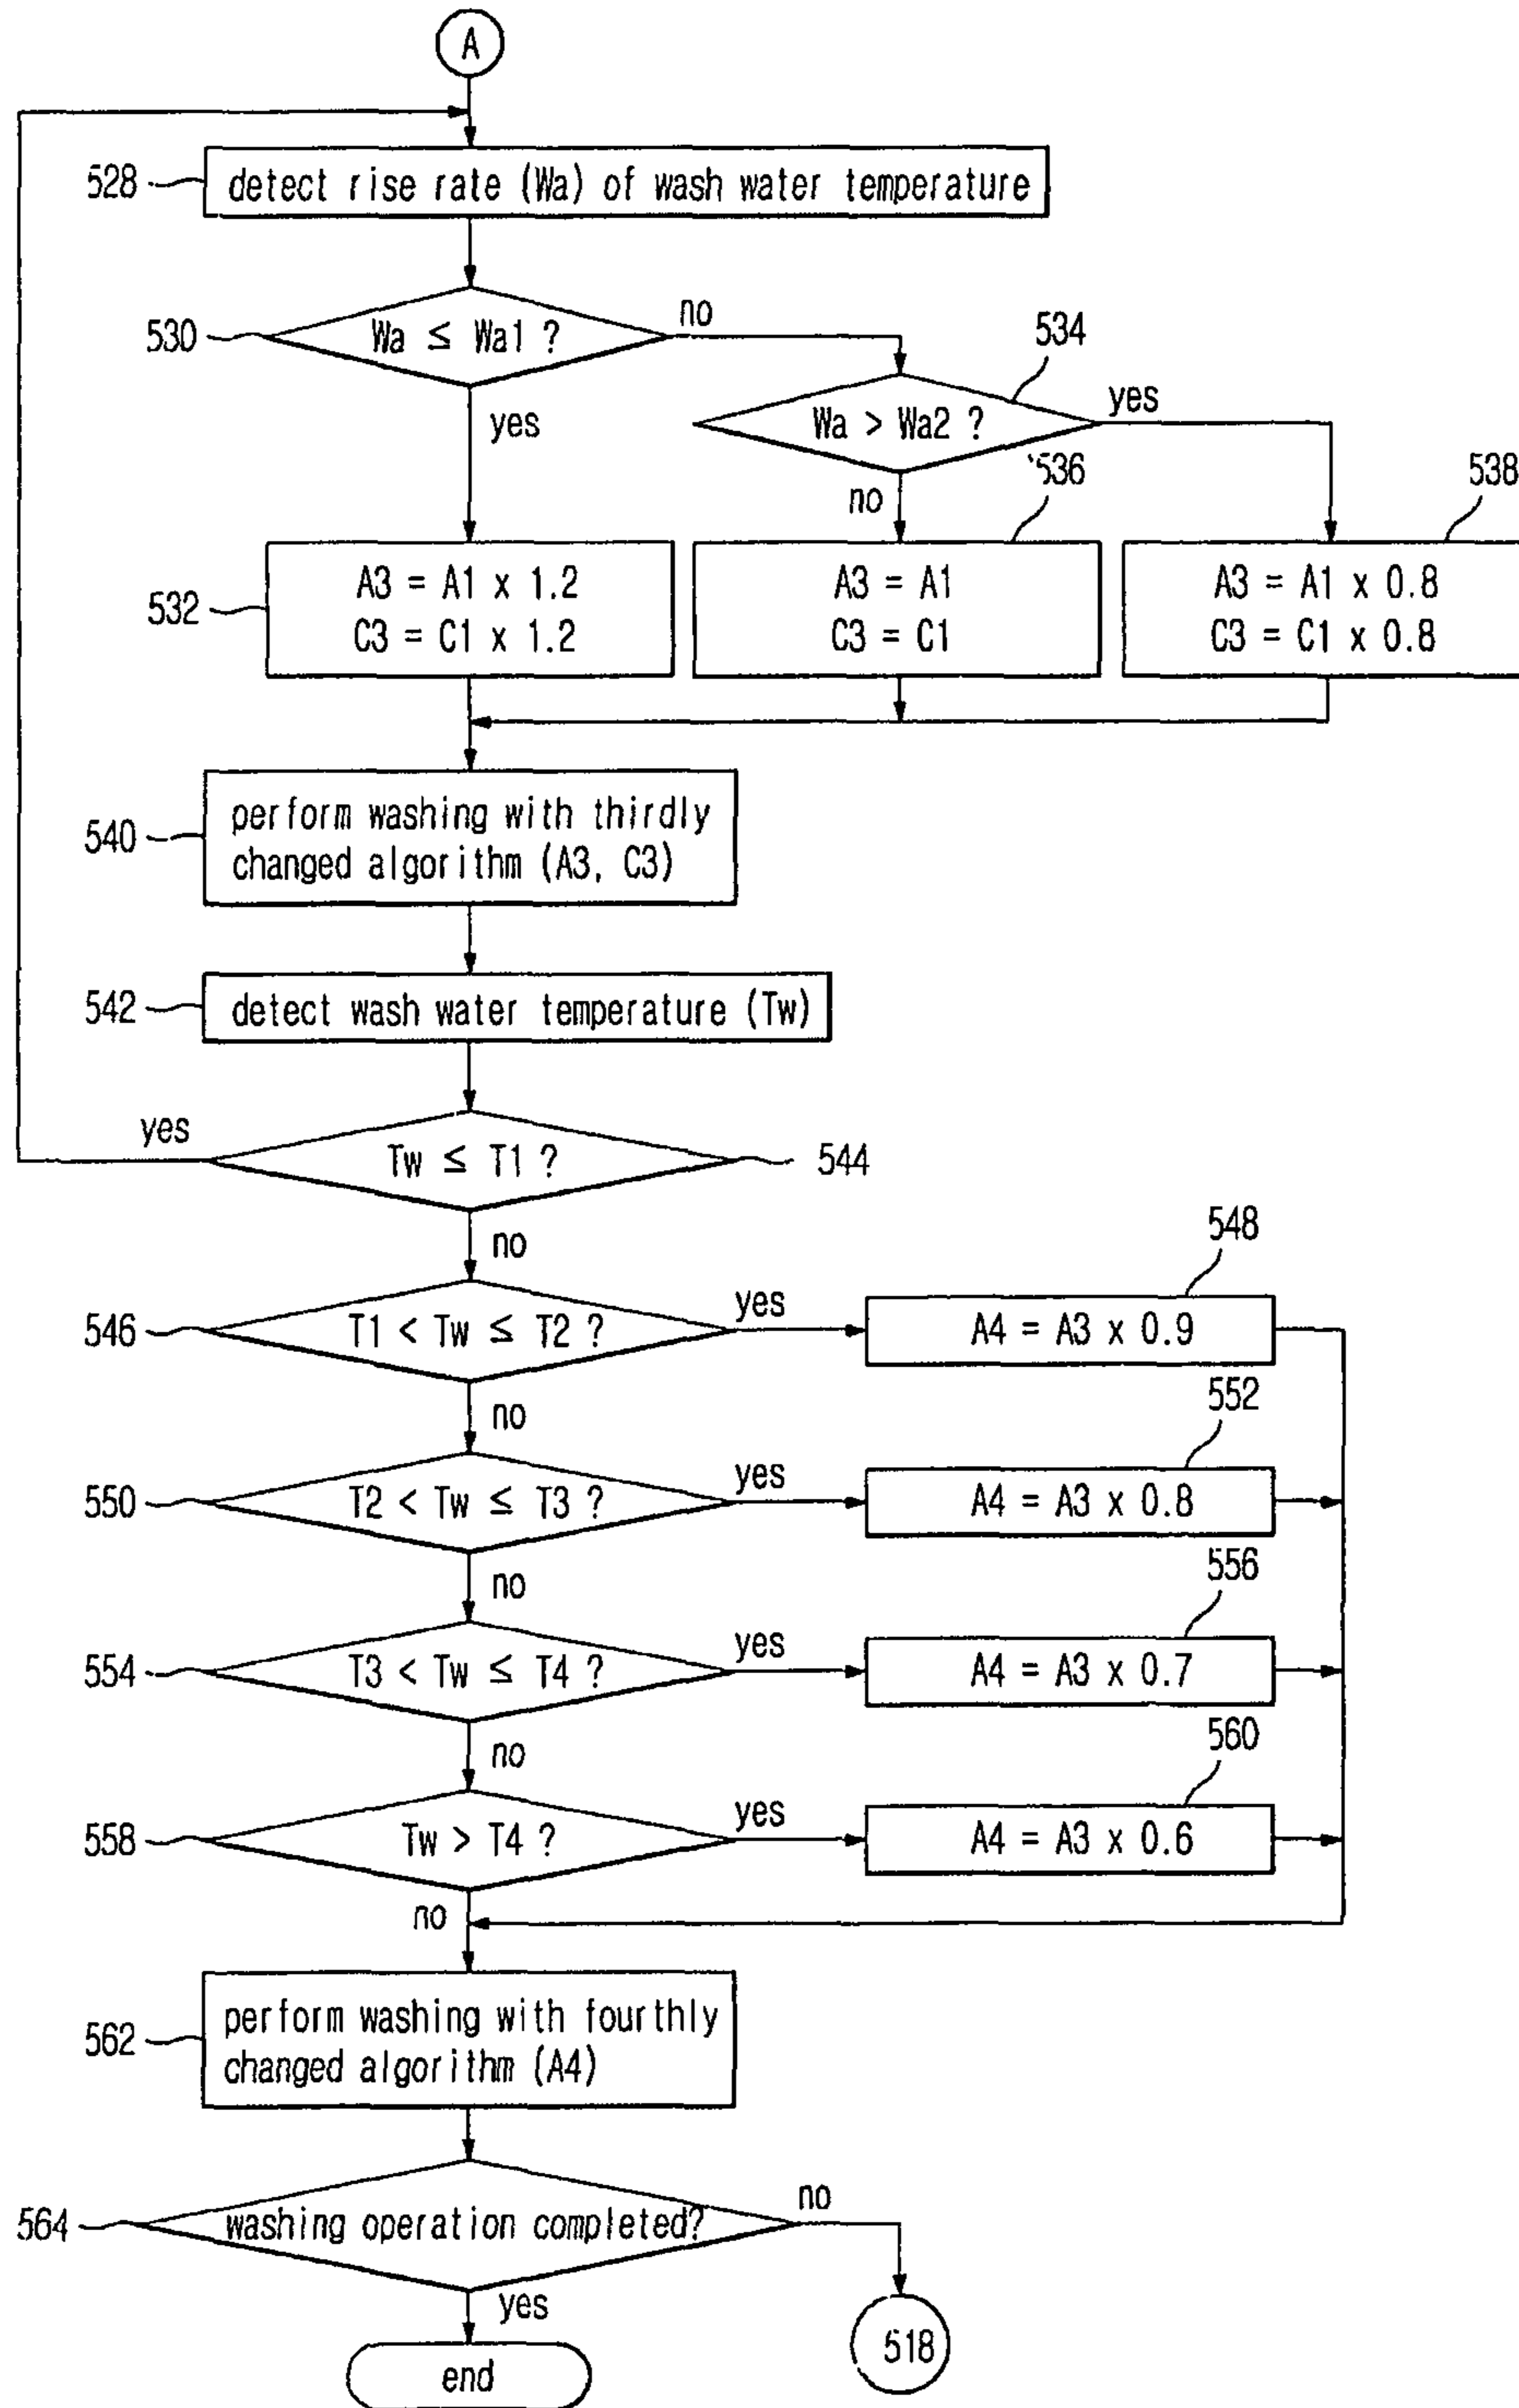 A
528
detect rise rate (Wa) of wash water temperature
530
Wa ≤ Wa1 ?
no
534
yes
Wa > Wa2 ?
yes
no
536
538
532
A3 = A1 x 1.2
C3 = C1 x 1.2
A3 = A1
C3 = C1
A3 = A1 x 0.8
C3 = C1 x 0.8
540
perform washing with thirdly
changed algorithm (A3, C3)
542
detect wash water temperature (Tw)
yes
Tw ≤ T1 ?
544
no
548
546
T1 < Tw ≤ T2 ?
yes
A4 = A3 x 0.9
no
552
550
T2 < Tw ≤ T3 ?
yes
A4 = A3 x 0.8
no
556
554
T3 < Tw ≤ T4 ?
yes
A4 = A3 x 0.7
no
560
558
Tw > T4 ?
yes
A4 = A3 x 0.6
no
562
perform washing with fourthly
changed algorithm (A4)
564
washing operation completed?
no
yes
518
end